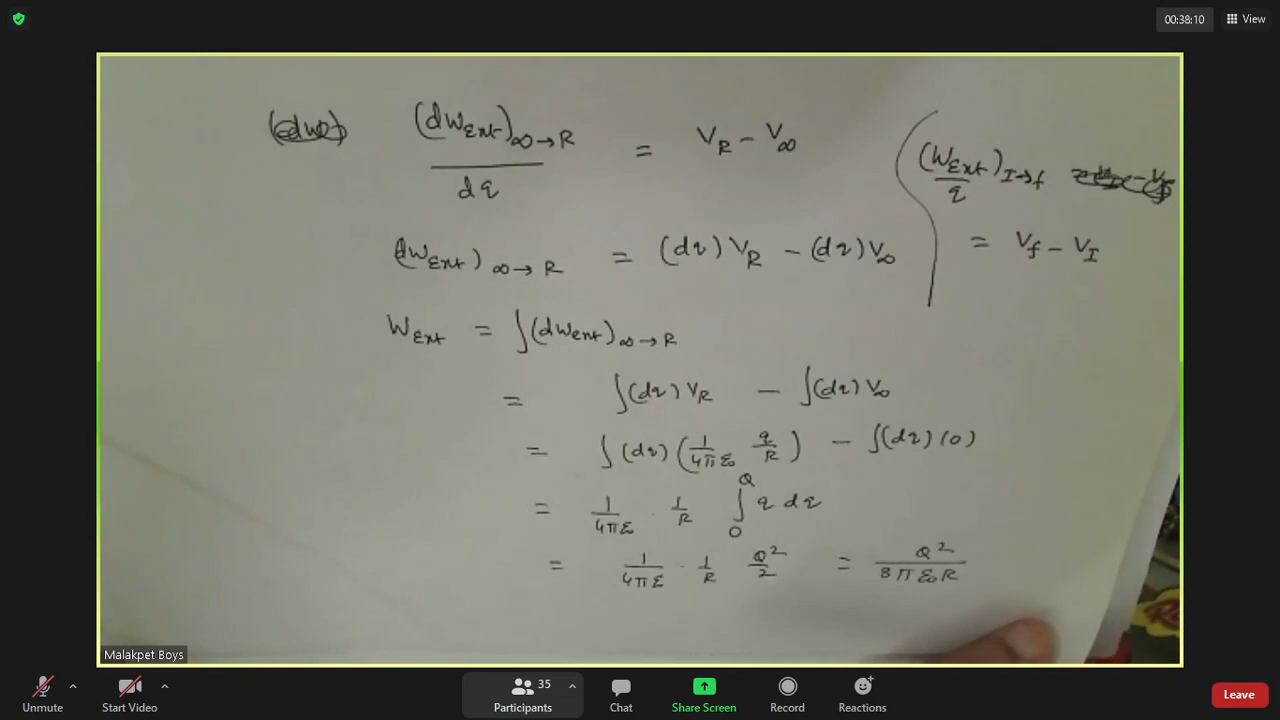 00:38:10 View
(dW_Ext)_∞→R / dq = V_R - V_∞
(W_Ext)_I→f / q
= V_f - V_I
(dW_Ext)_∞→R = (dq) V_R - (dq) V_∞
W_Ext = ∫(dW_ext)_∞→R
= ∫(dq) V_R - ∫(dq) V_∞
= ∫(dq) (1/4πε₀ q/R) - ∫(dq) (0)
= 1/4πε · 1/R ∫₀^Q q dq
= 1/4πε · 1/R Q²/2 = Q²/8πε₀R
Malakpet Boys
Unmute Start Video Participants 35 Chat Share Screen Record Reactions Leave